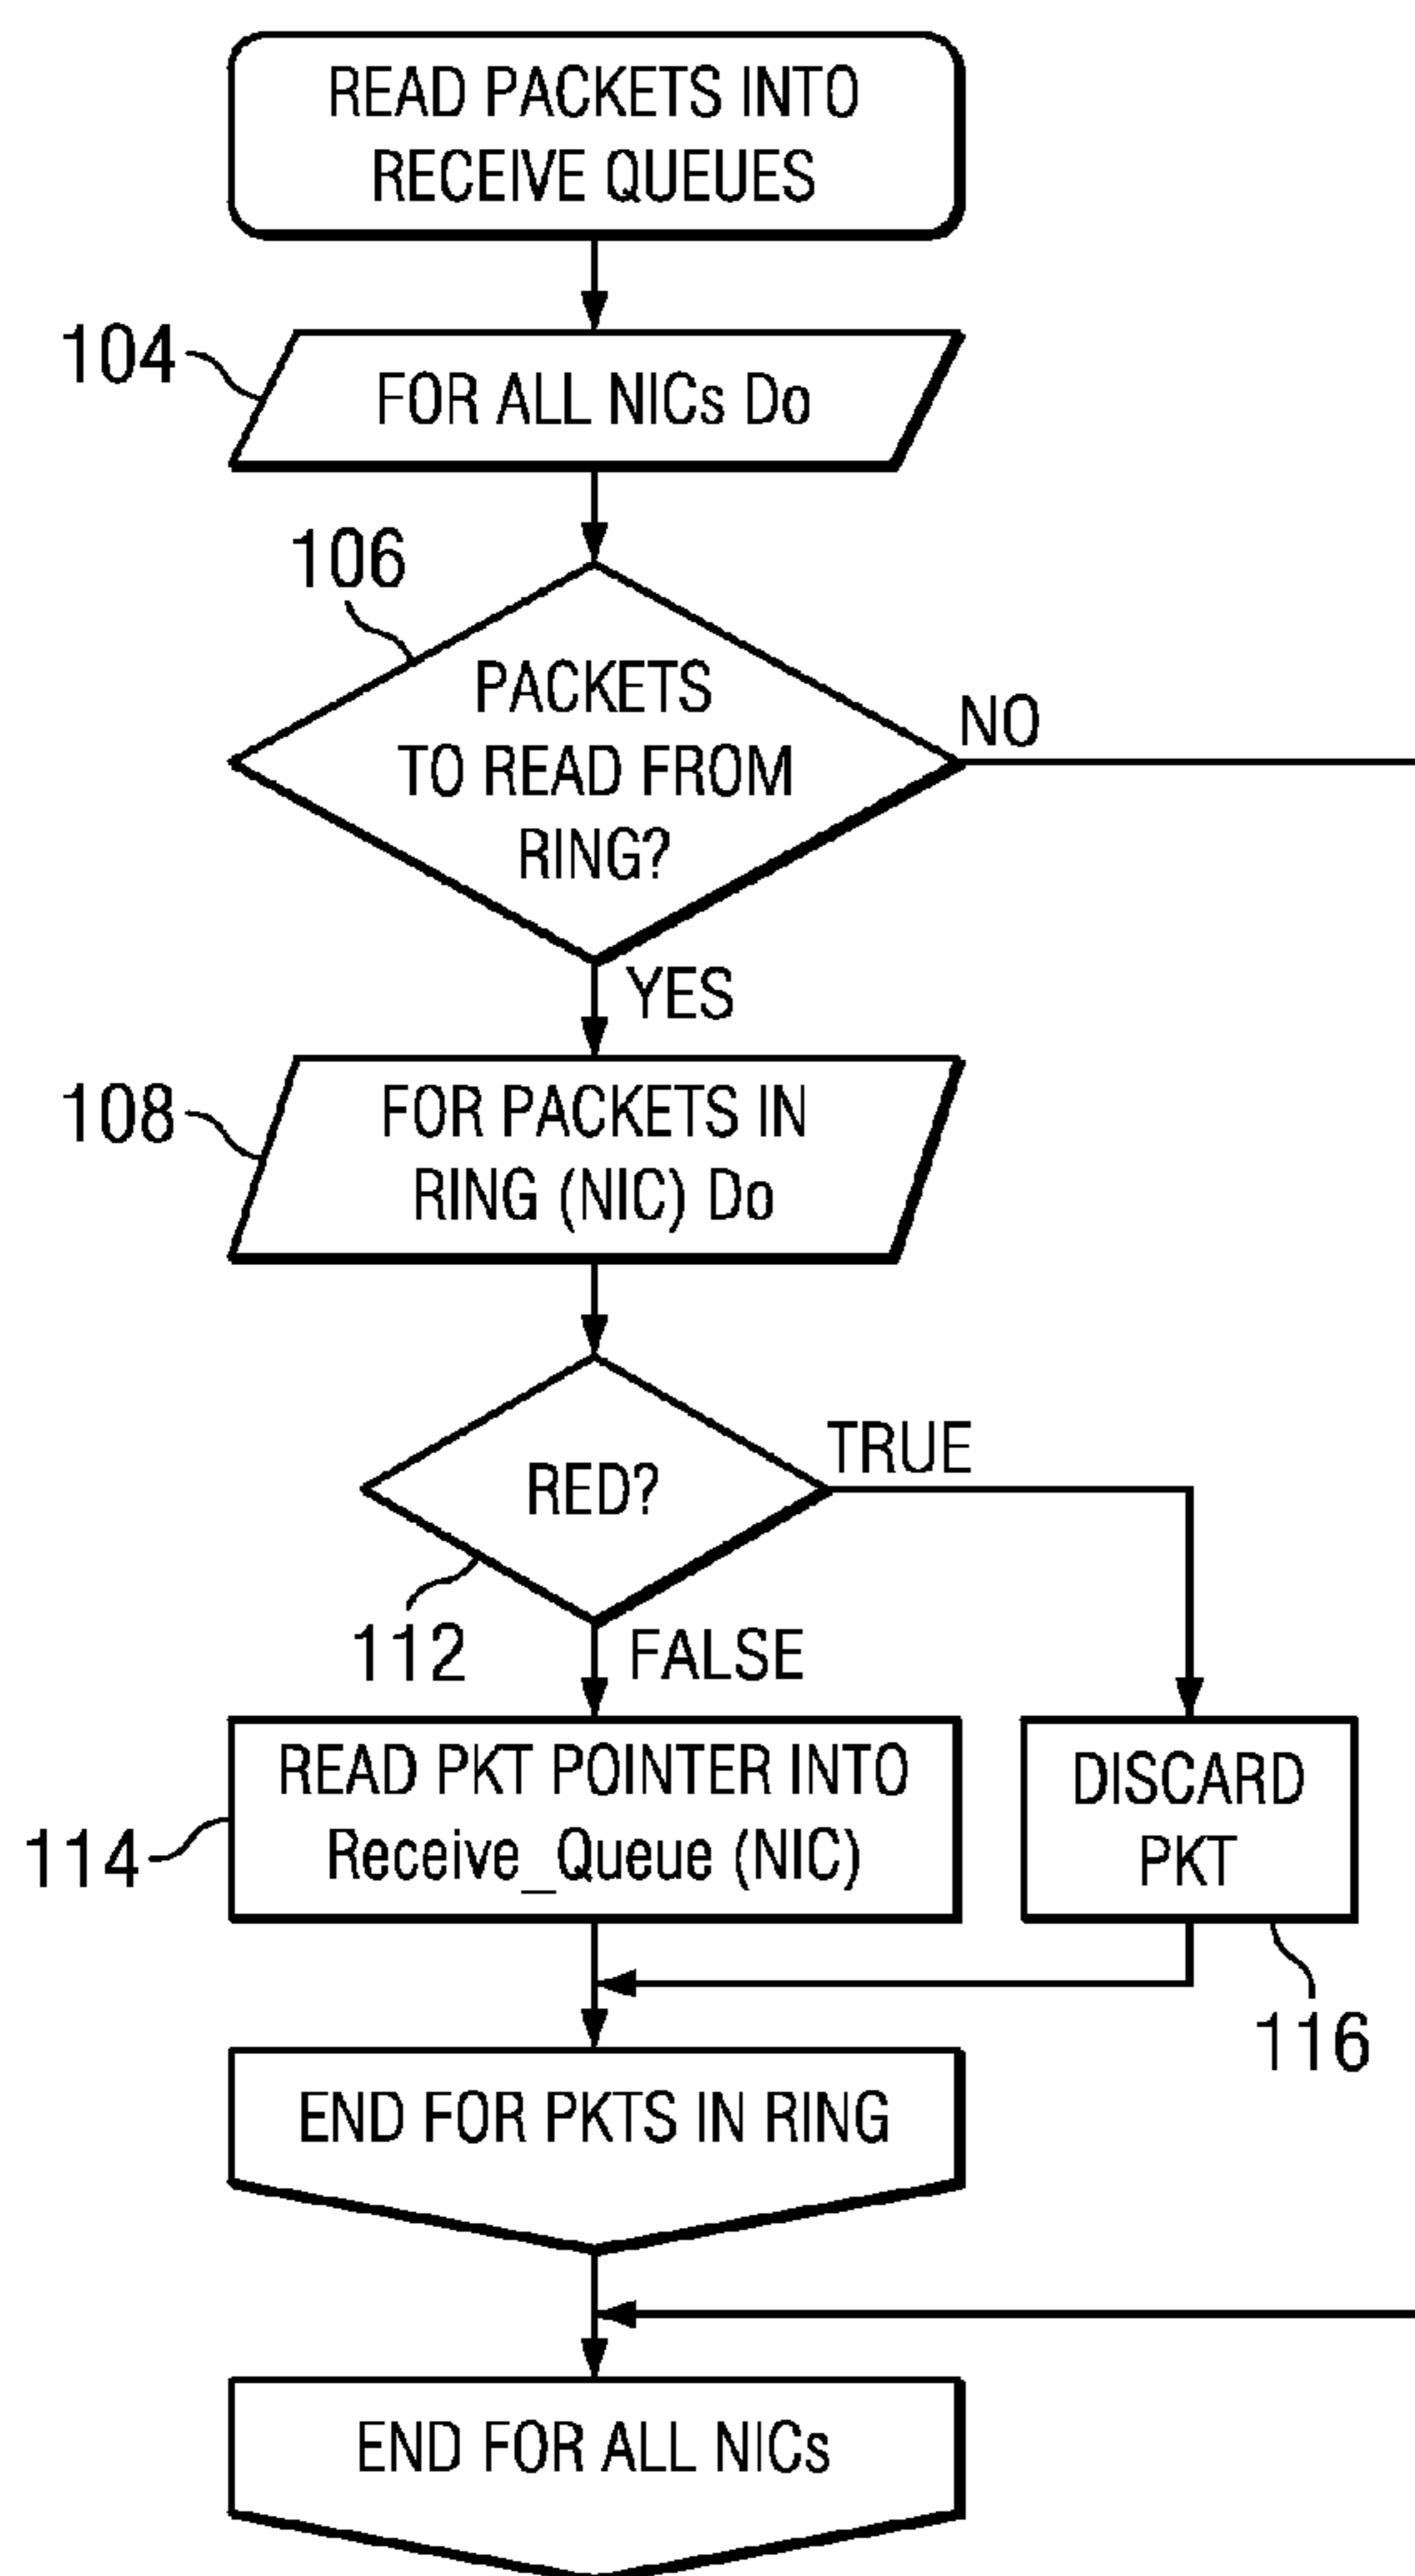 READ PACKETS INTO
RECEIVE QUEUES
104
FOR ALL NICs Do
106
PACKETS
TO READ FROM
RING?
NO
YES
108
FOR PACKETS IN
RING (NIC) Do
RED?
TRUE
112
FALSE
READ PKT POINTER INTO
Receive_Queue (NIC)
114
DISCARD
PKT
116
END FOR PKTS IN RING
END FOR ALL NICs